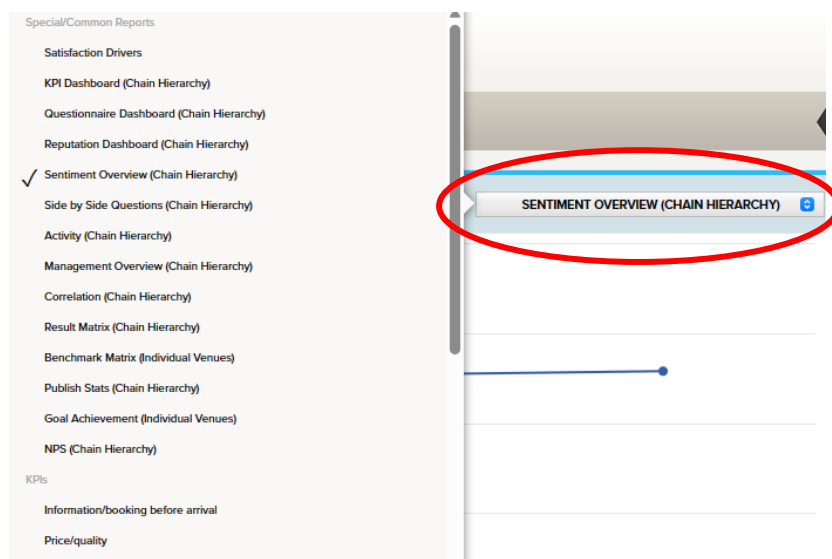 Special/Common Reports
Satisfaction Drivers
KPI Dashboard (Chain Hierarchy)
Questionnaire Dashboard (Chain Hierarchy)
Reputation Dashboard (Chain Hierarchy)
Sentiment Overview (Chain Hierarchy)
Side by Side Questions (Chain Hierarchy)
Activity (Chain Hierarchy)
Management Overview (Chain Hierarchy)
Correlation (Chain Hierarchy)
Result Matrix (Chain Hierarchy)
Benchmark Matrix (Individual Venues)
Publish Stats (Chain Hierarchy)
Goal Achievement (Individual Venues)
NPS (Chain Hierarchy)
KPIs
Information/booking before arrival
Price/quality
SENTIMENT OVERVIEW (CHAIN HIERARCHY)